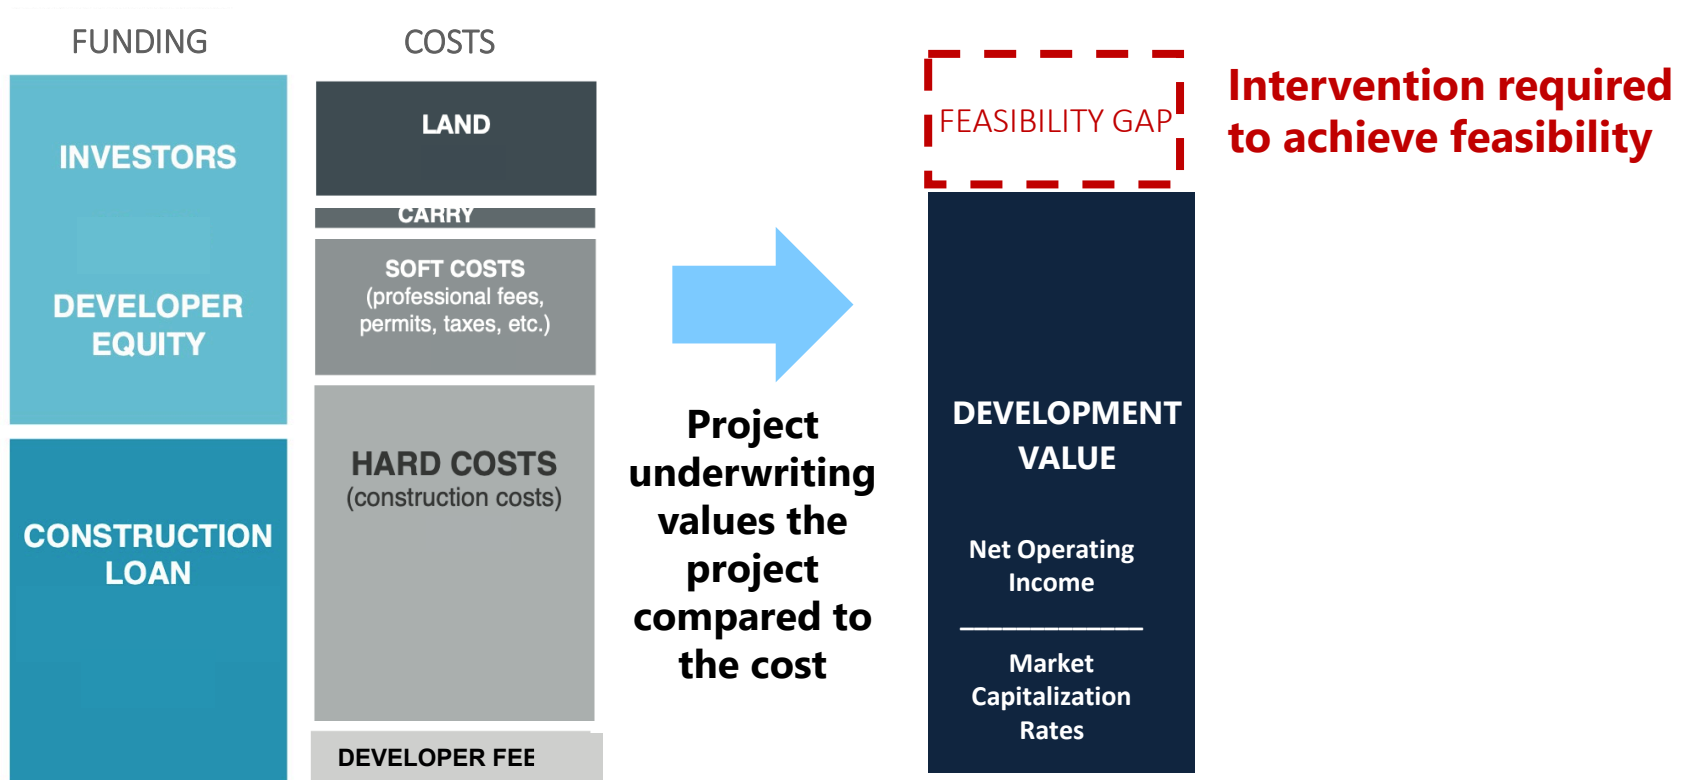 FUNDING
INVESTORS
DEVELOPER
EQUITY
CONSTRUCTION
LOAN
COSTS
LAND
CARRY
SOFT COSTS
(professional fees,
permits, taxes, etc.)
HARD COSTS
(construction costs)
DEVELOPER FEE
Project
underwriting
values the
project
compared to
the cost
FEASIBILITY GAP
DEVELOPMENT
VALUE
Net Operating
Income
Market
Capitalization
Rates
Intervention required
to achieve feasibility